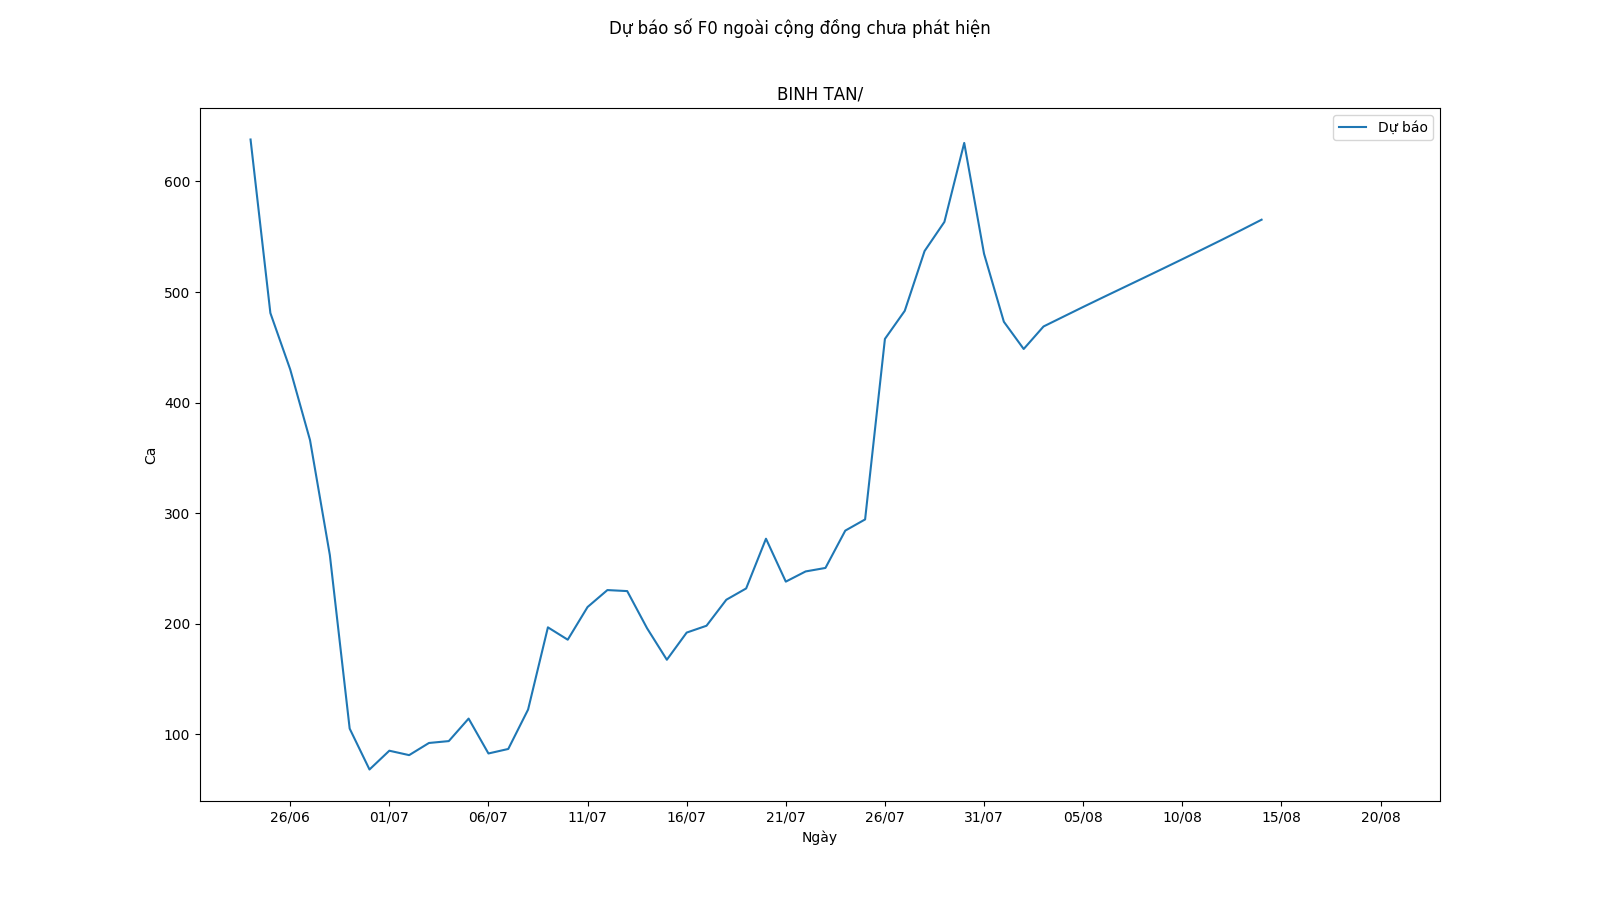 Dự báo số F0 ngoài cộng đồng chưa phát hiện
BINH TAN/
Dự báo
600
500
400
300
200
100
Ca
26/06 01/07 06/07 11/07 16/07 21/07 26/07 31/07 05/08 10/08 15/08 20/08
Ngày